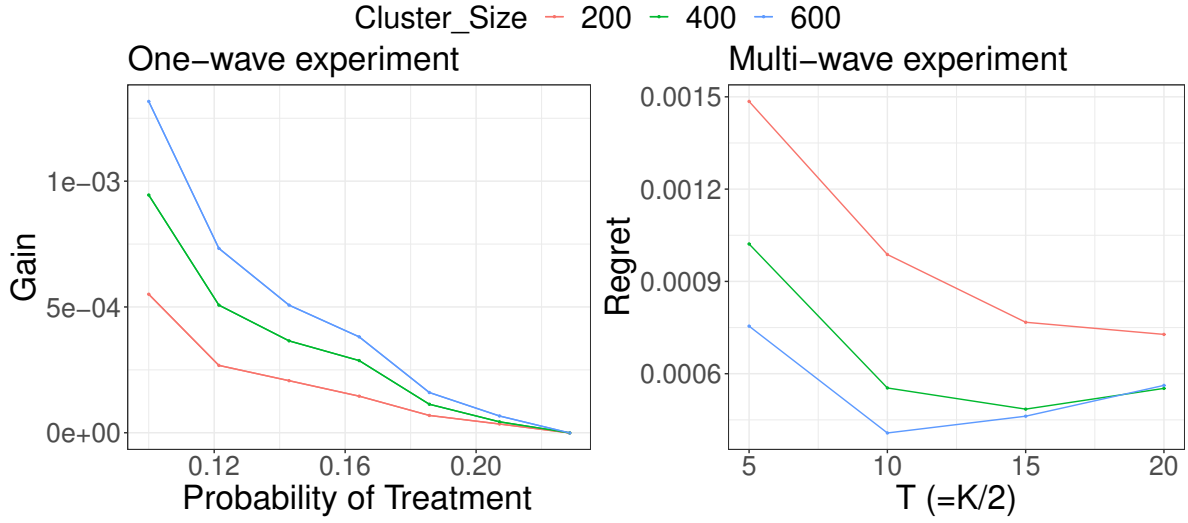 Cluster_Size 200 400 600
One−wave experiment
Gain
1e−03
5e−04
0e+00
0.12 0.16 0.20
Probability of Treatment
Multi−wave experiment
Regret
0.0015
0.0012
0.0009
0.0006
5 10 15 20
T (=K/2)